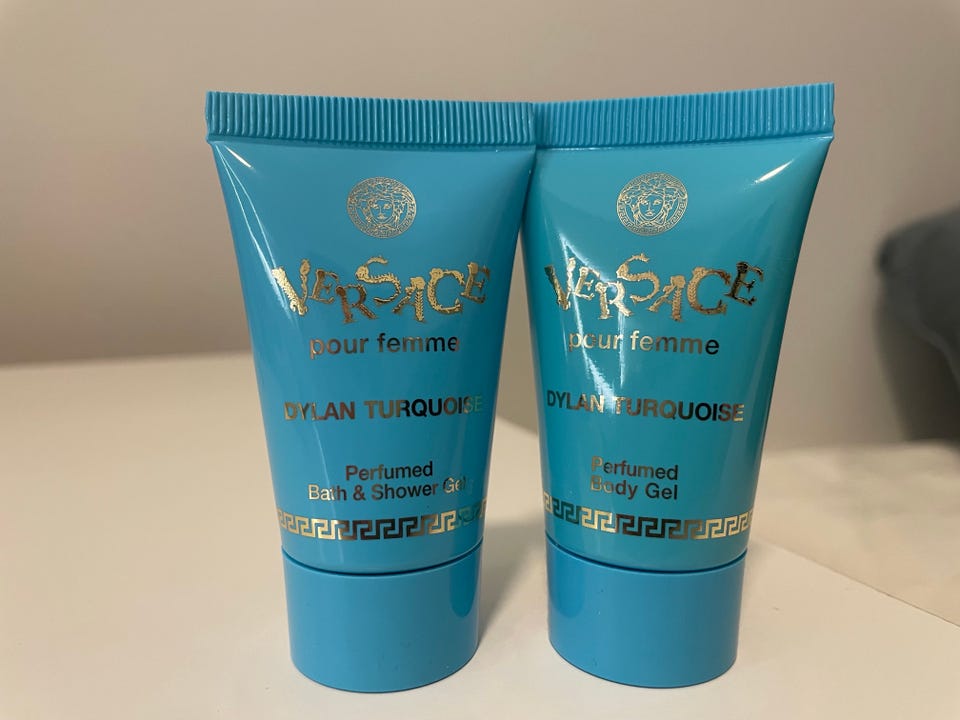 VERSACE
pour femme
DYLAN TURQUOISE
Perfumed
Bath & Shower Gel
VERSACE
pour femme
DYLAN TURQUOISE
Perfumed
Body Gel